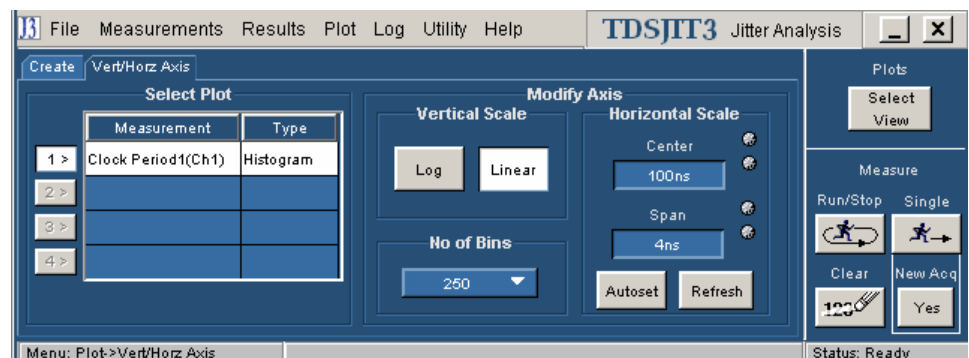 J3 File Measurements Results Plot Log Utility Help TDSJIT3 Jitter Analysis _ X
Create Vert/Horz Axis
Select Plot
Measurement Type
1 > Clock Period1(Ch1) Histogram
2 >
3 >
4 >
Modify Axis
Vertical Scale
Log Linear
No of Bins
250
Horizontal Scale
Center
100ns
Span
4ns
Autoset Refresh
Plots
Select
View
Measure
Run/Stop Single
Clear New Acq
123 Yes
Menu: Plot->Vert/Horz Axis Status: Ready